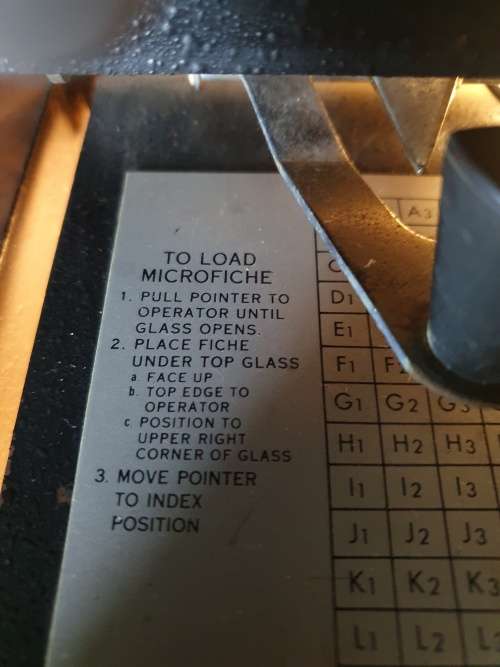 TO LOAD
MICROFICHE
1. PULL POINTER TO
OPERATOR UNTIL
GLASS OPENS.
2. PLACE FICHE
UNDER TOP GLASS
a. FACE UP
b. TOP EDGE TO
OPERATOR
c. POSITION TO
UPPER RIGHT
CORNER OF GLASS
3. MOVE POINTER
TO INDEX
POSITION
A3
D1
E1
F1 F2
G1 G2 G3
H1 H2 H3
I1 I2 I3
J1 J2 J3
K1 K2 K3
L1 L2